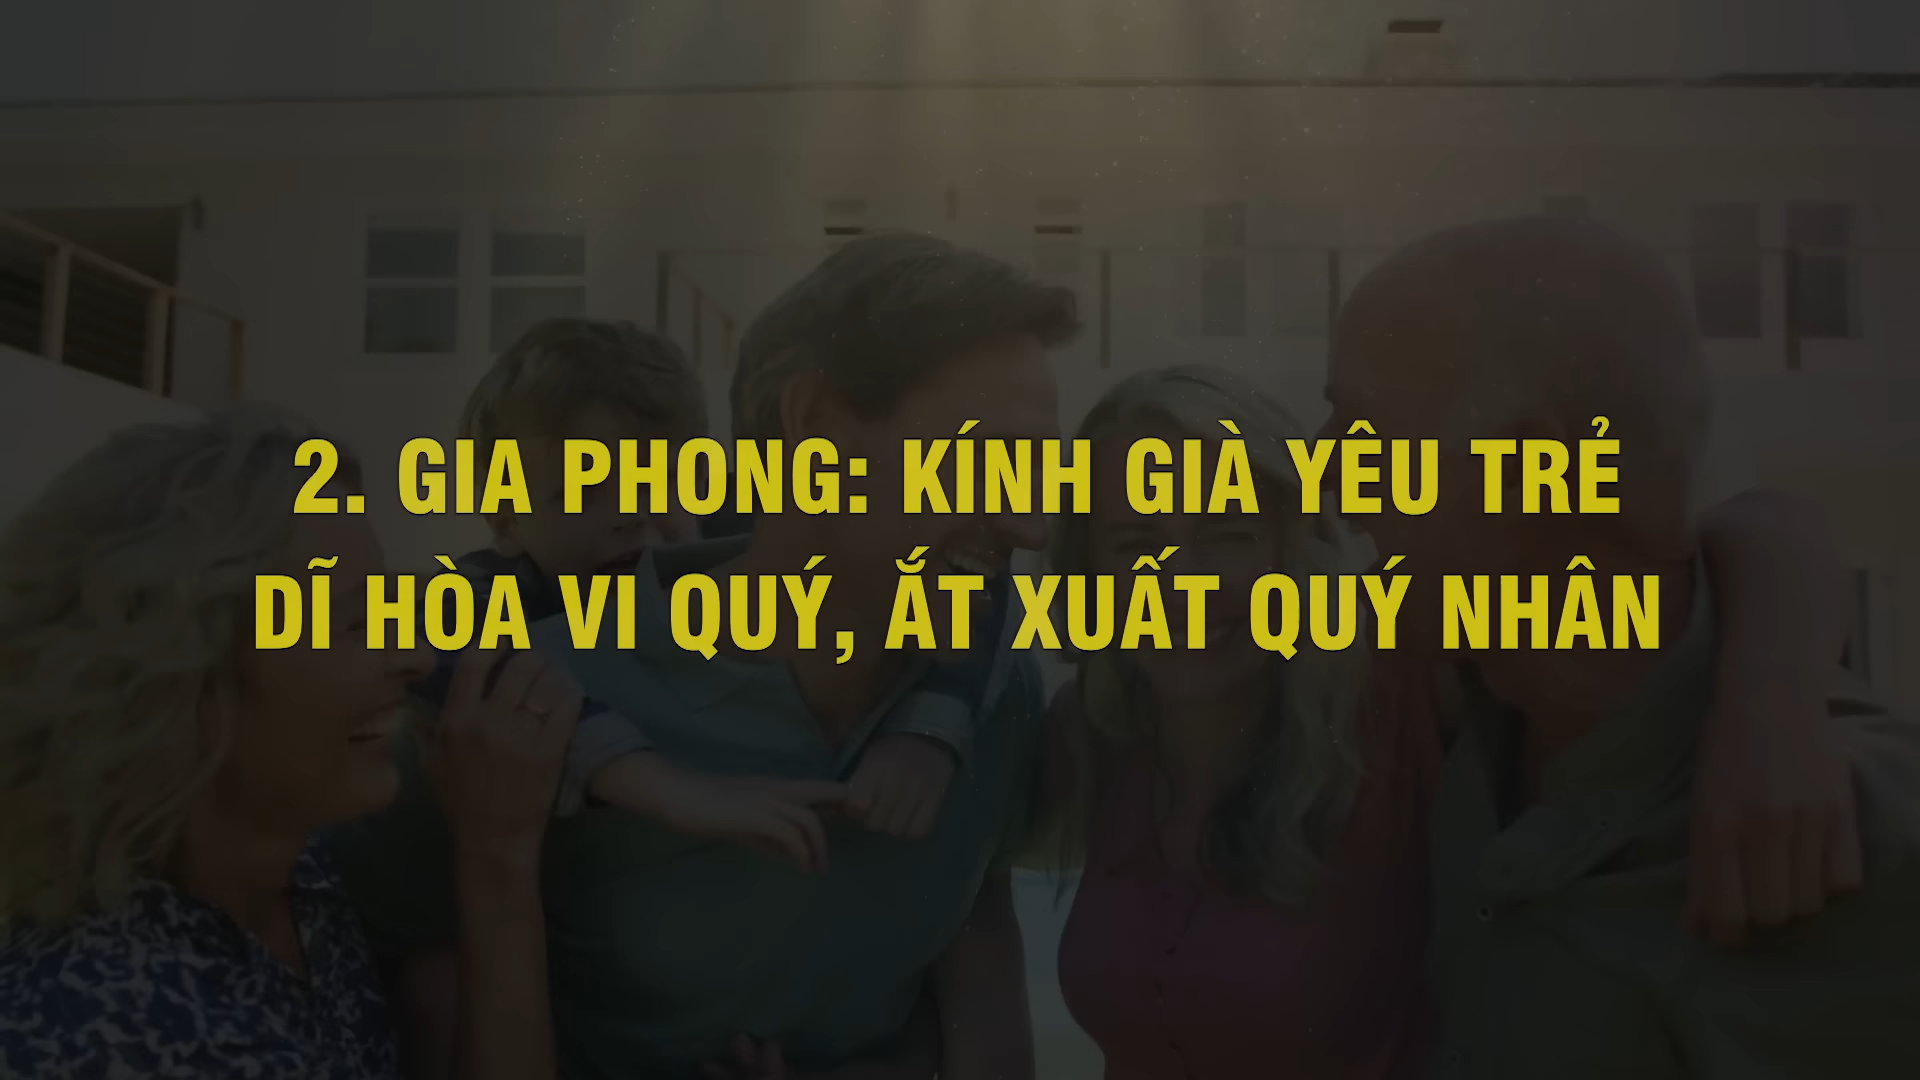 2. GIA PHONG: KÍNH GIÀ YÊU TRẺ
DĨ HÒA VI QUÝ, ẮT XUẤT QUÝ NHÂN